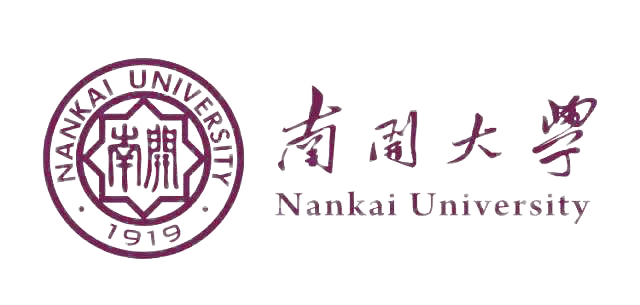 NANKAI UNIVERSITY
南開
1919
南開大學
Nankai University